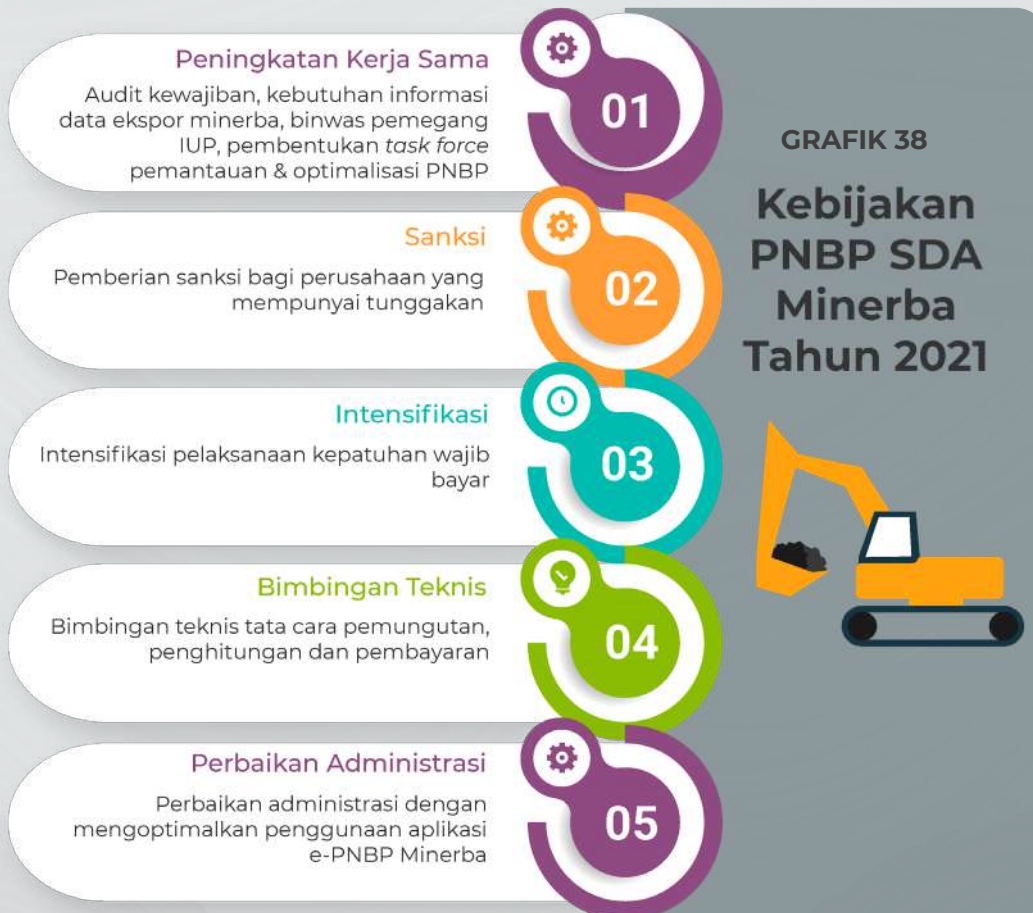 GRAFIK 38
Kebijakan
PNBP SDA
Minerba
Tahun 2021
Peningkatan Kerja Sama
Audit kewajiban, kebutuhan informasi
data ekspor minerba, binwas pemegang
IUP, pembentukan task force
pemantauan & optimalisasi PNBP
01
Sanksi
Pemberian sanksi bagi perusahaan yang
mempunyai tunggakan
02
Intensifikasi
Intensifikasi pelaksanaan kepatuhan wajib
bayar
03
Bimbingan Teknis
Bimbingan teknis tata cara pemungutan,
penghitungan dan pembayaran
04
Perbaikan Administrasi
Perbaikan administrasi dengan
mengoptimalkan penggunaan aplikasi
e-PNBP Minerba
05